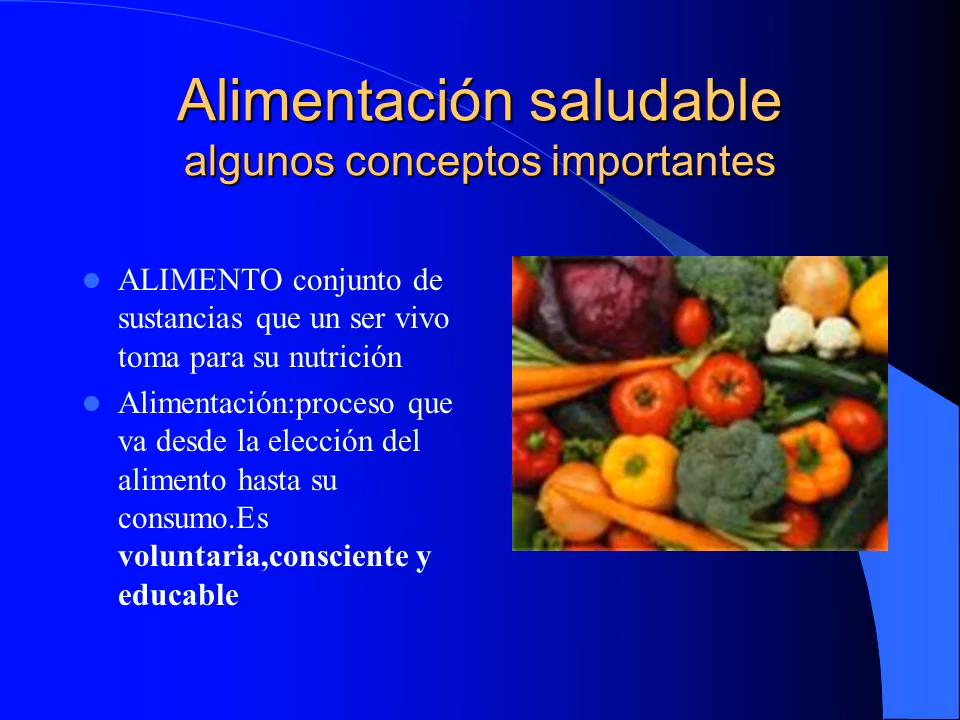 Alimentación saludable
algunos conceptos importantes
ALIMENTO conjunto de
sustancias que un ser vivo
toma para su nutrición
Alimentación:proceso que
va desde la elección del
alimento hasta su
consumo.Es
voluntaria,consciente y
educable